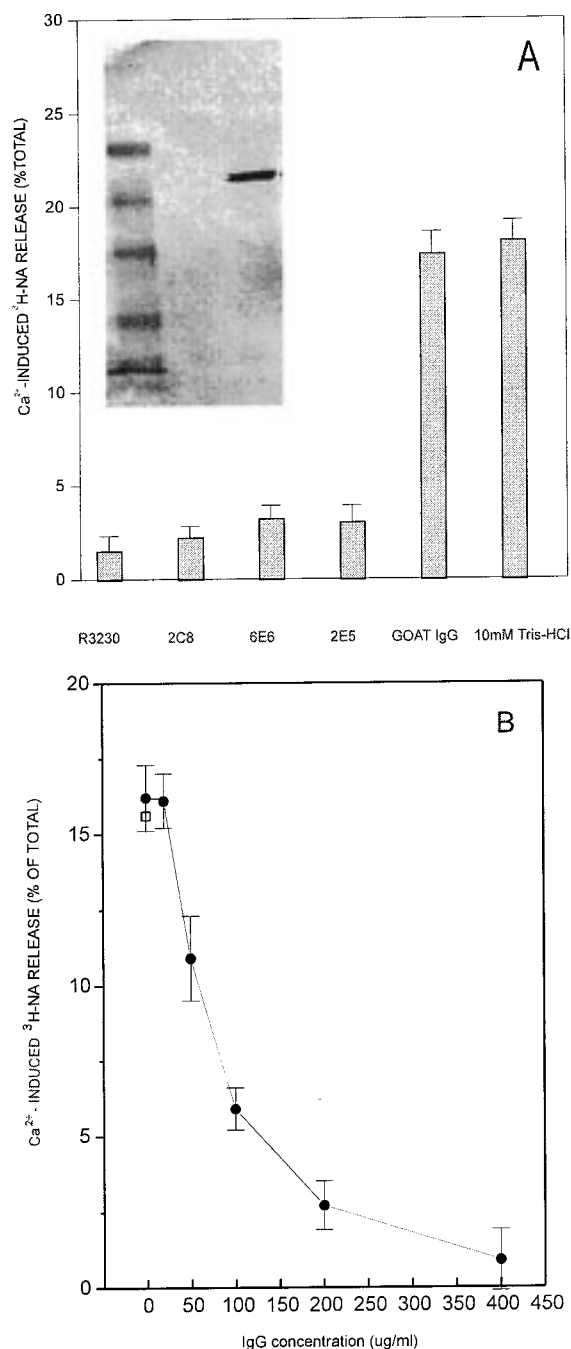 30
A
25
20
15
10
5
0
Ca²⁺-INDUCED ³H-NA RELEASE (%TOTAL)
R3230 2C8 6E6 2E5 GOAT IgG 10mM Tris-HCl
20
B
15
10
5
0
Ca²⁺- INDUCED ³H-NA RELEASE (% OF TOTAL)
0 50 100 150 200 250 300 350 400 450
IgG concentration (ug/ml)